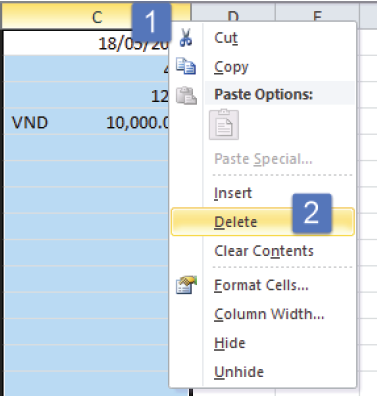 C D E
1
18/05/20
4
12
VND 10,000.0
Cut
Copy
Paste Options:
Paste Special...
Insert
Delete
2
Clear Contents
Format Cells...
Column Width...
Hide
Unhide